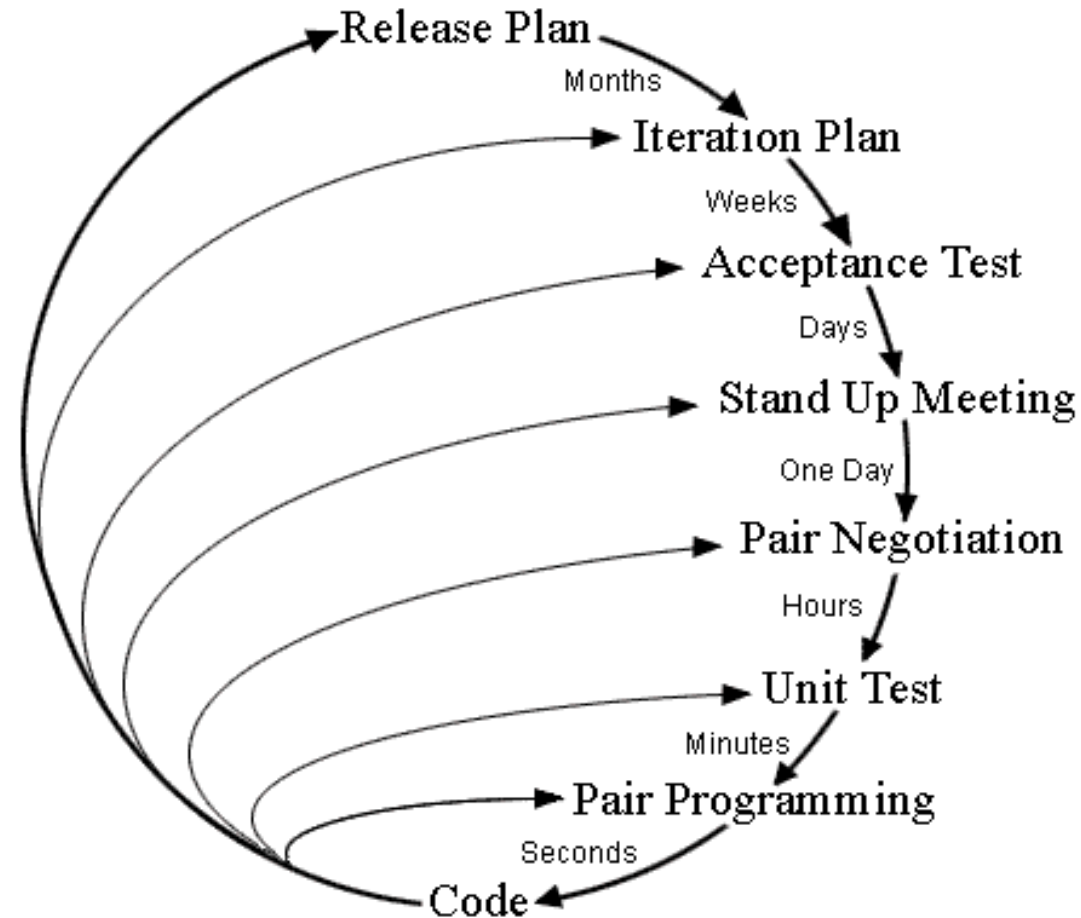 Release Plan
Months
Iteration Plan
Weeks
Acceptance Test
Days
Stand Up Meeting
One Day
Pair Negotiation
Hours
Unit Test
Minutes
Pair Programming
Seconds
Code